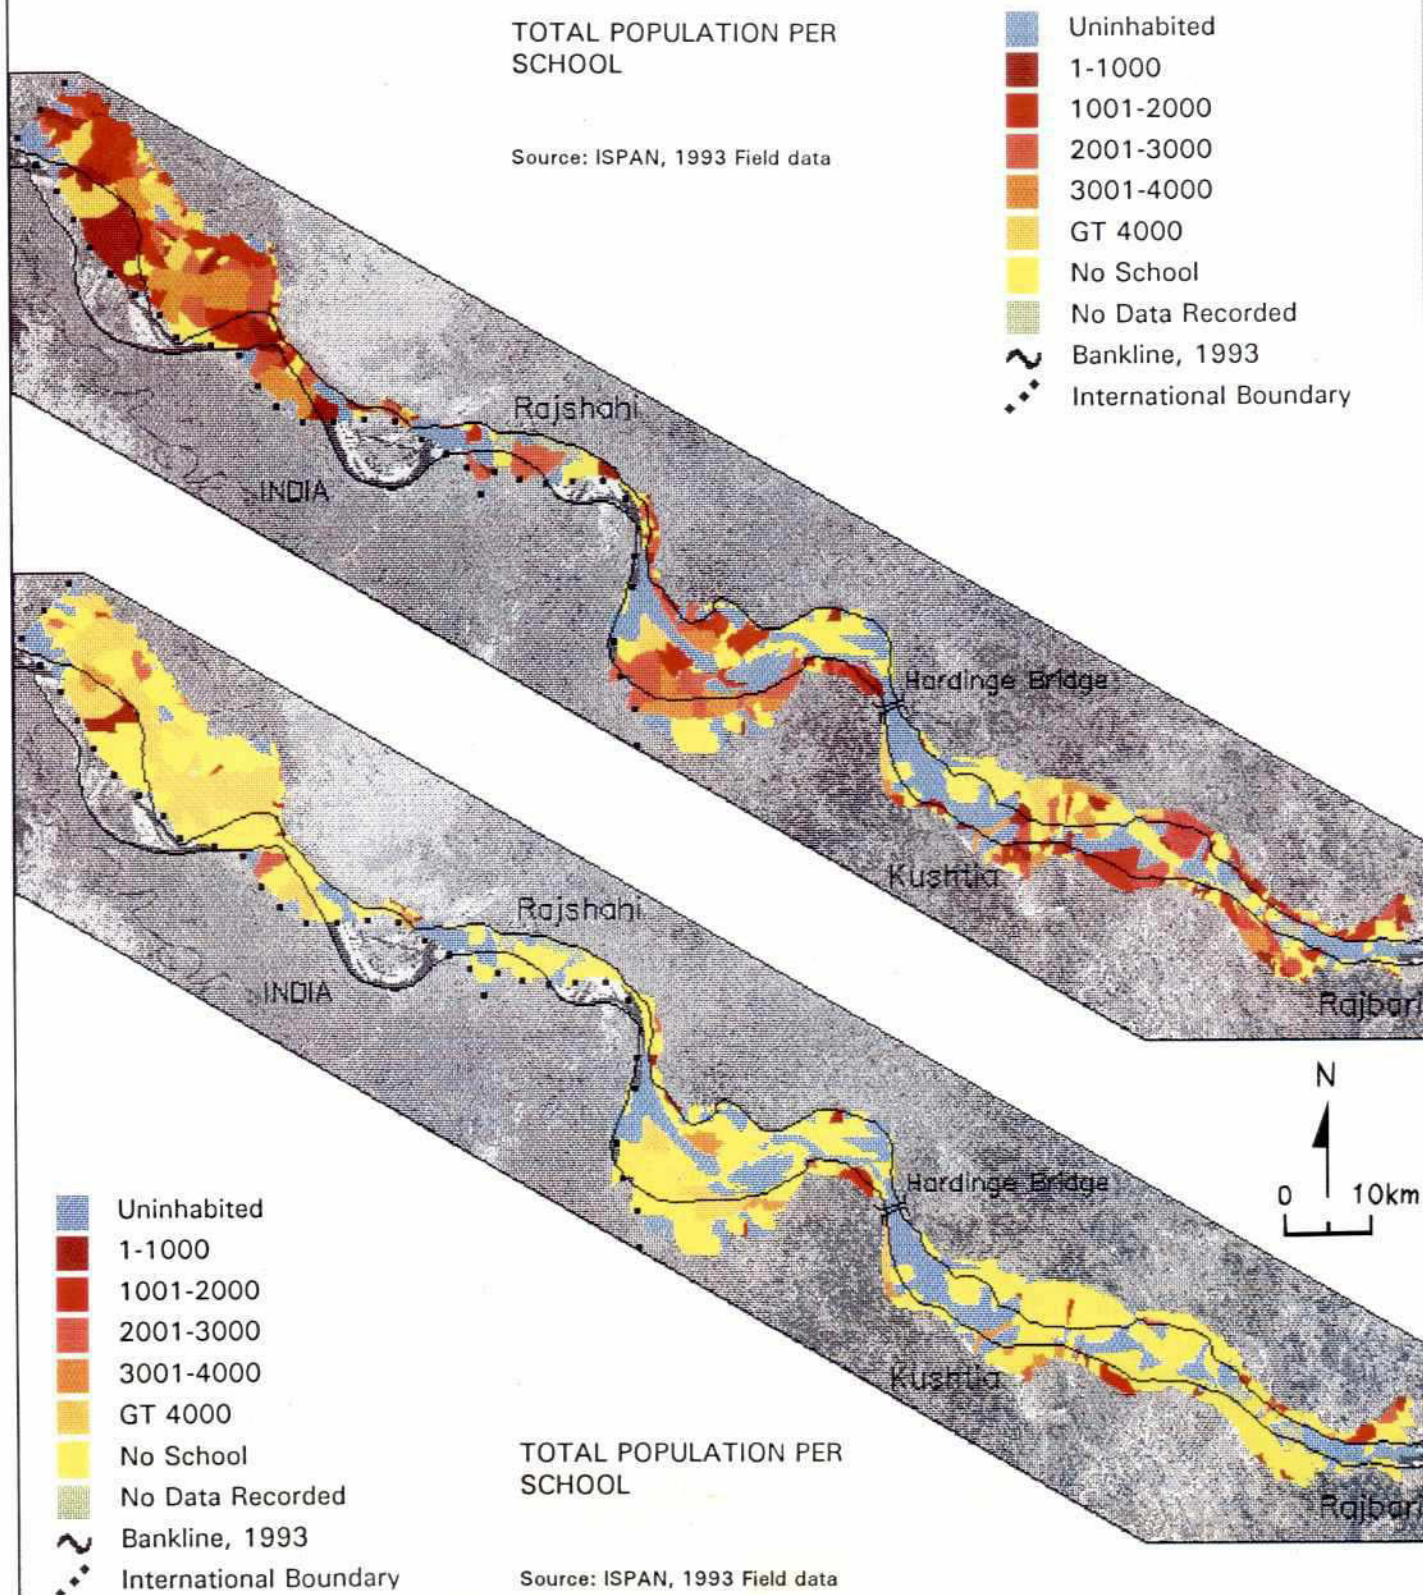 TOTAL POPULATION PER
SCHOOL
Source: ISPAN, 1993 Field data
Uninhabited
1-1000
1001-2000
2001-3000
3001-4000
GT 4000
No School
No Data Recorded
Bankline, 1993
International Boundary
Rajshahi
INDIA
Hardinge Bridge
Kushtia
Rajbari
Rajshahi
INDIA
Hardinge Bridge
Kushtia
Rajbari
N
0 10km
Uninhabited
1-1000
1001-2000
2001-3000
3001-4000
GT 4000
No School
No Data Recorded
Bankline, 1993
International Boundary
TOTAL POPULATION PER
SCHOOL
Source: ISPAN, 1993 Field data